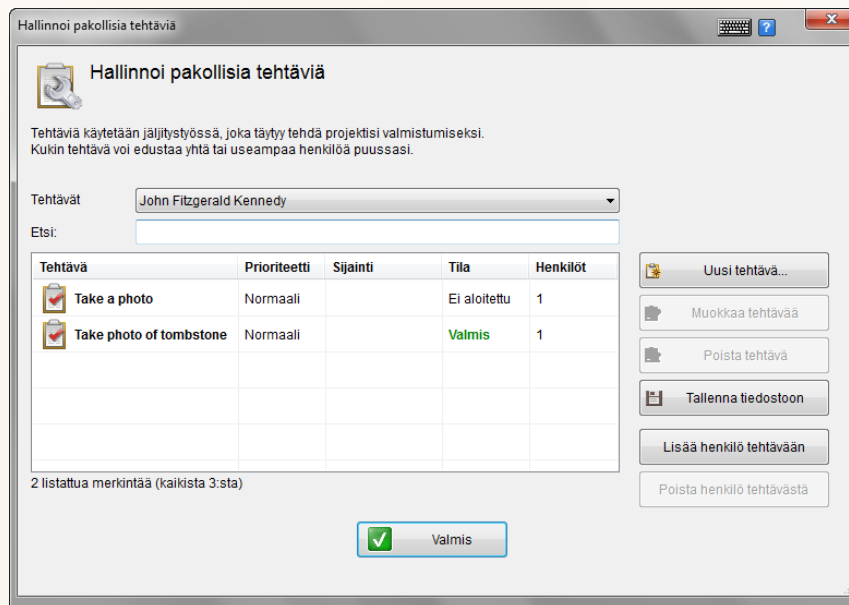 Hallinnoi pakollisia tehtäviä
Hallinnoi pakollisia tehtäviä
Tehtäviä käytetään jäljitystyössä, joka täytyy tehdä projektisi valmistumiseksi.
Kukin tehtävä voi edustaa yhtä tai useampaa henkilöä puussasi.
Tehtävät John Fitzgerald Kennedy
Etsi:
Tehtävä Prioriteetti Sijainti Tila Henkilöt
Take a photo Normaali Ei aloitettu 1
Take photo of tombstone Normaali Valmis 1
2 listattua merkintää (kaikista 3:sta)
Uusi tehtävä...
Muokkaa tehtävää
Poista tehtävä
Tallenna tiedostoon
Lisää henkilö tehtävään
Poista henkilö tehtävästä
Valmis